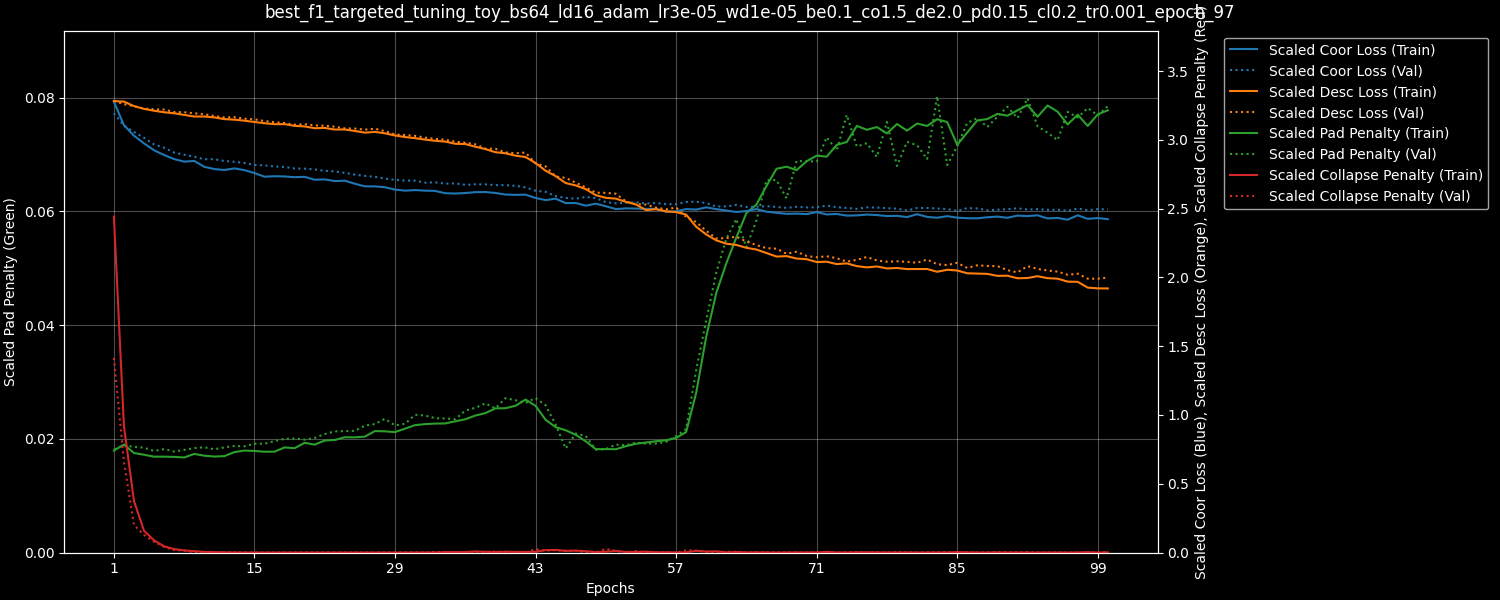 best_f1_targeted_tuning_toy_bs64_ld16_adam_lr3e-05_wd1e-05_be0.1_co1.5_de2.0_pd0.15_cl0.2_tr0.001_epoch_97
Scaled Pad Penalty (Green)
0.08
0.06
0.04
0.02
0.00
1
15
29
43
57
71
85
99
Epochs
3.5
3.0
2.5
2.0
1.5
1.0
0.5
0.0
Scaled Coor Loss (Blue), Scaled Desc Loss (Orange), Scaled Collapse Penalty (Red)
Scaled Coor Loss (Train)
Scaled Coor Loss (Val)
Scaled Desc Loss (Train)
Scaled Desc Loss (Val)
Scaled Pad Penalty (Train)
Scaled Pad Penalty (Val)
Scaled Collapse Penalty (Train)
Scaled Collapse Penalty (Val)